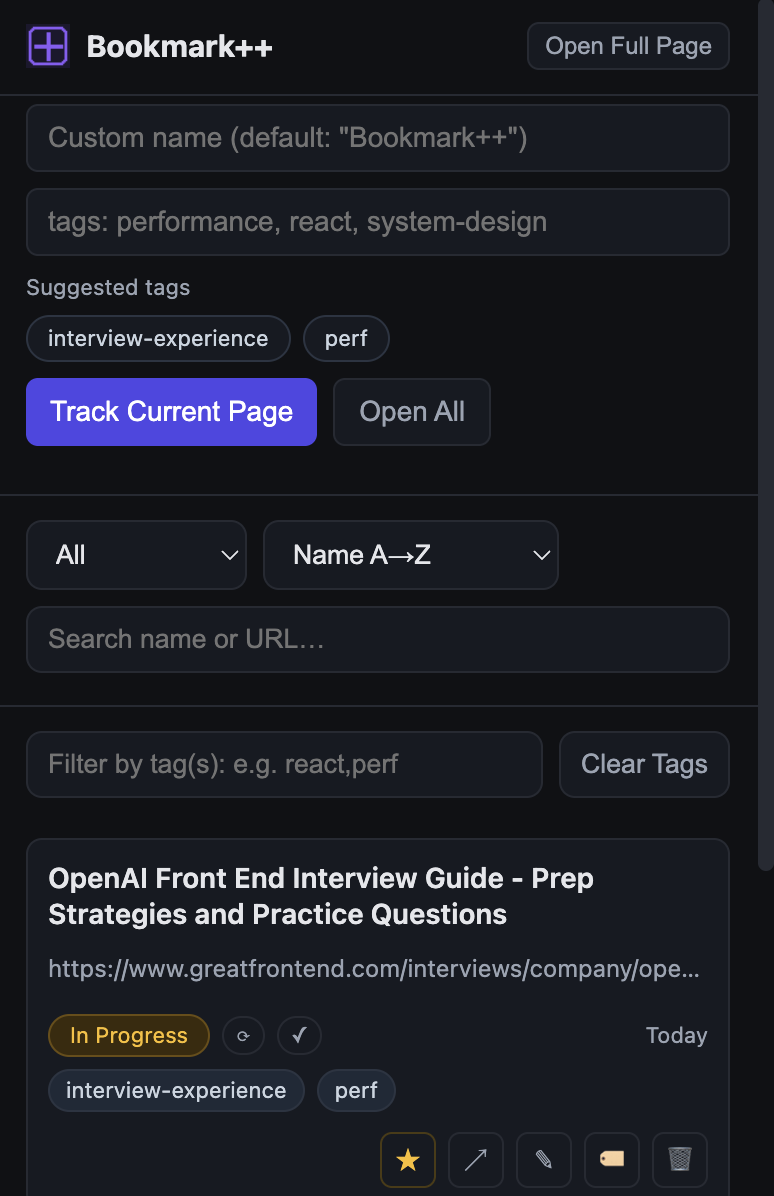 Bookmark++
Open Full Page
Custom name (default: "Bookmark++")
tags: performance, react, system-design
Suggested tags
interview-experience perf
Track Current Page Open All
All Name A→Z
Search name or URL…
Filter by tag(s): e.g. react,perf Clear Tags
OpenAI Front End Interview Guide - Prep
Strategies and Practice Questions
https://www.greatfrontend.com/interviews/company/ope...
In Progress Today
interview-experience perf